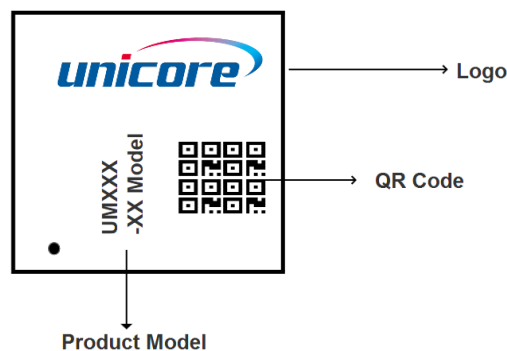 unicore
Logo
QR Code
UMXXX
-XX Model
Product Model